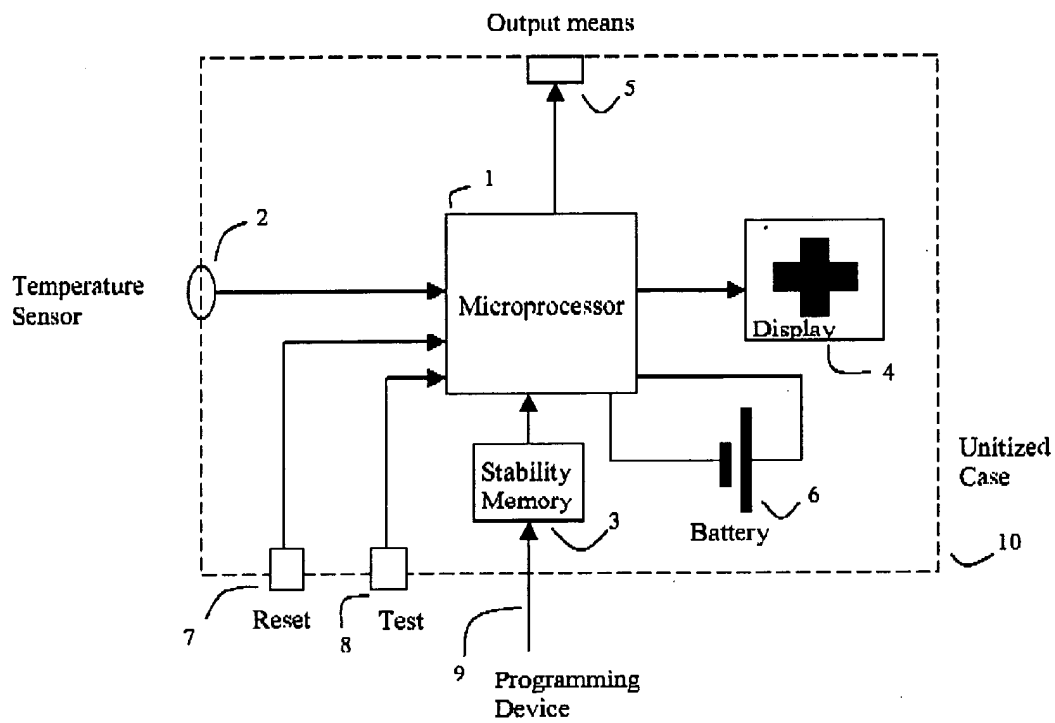 Output means
5
1
2
Temperature
Sensor
Microprocessor
Display
4
Stability
Memory
3
Battery
6
Unitized
Case
10
7
Reset
8
Test
9
Programming
Device